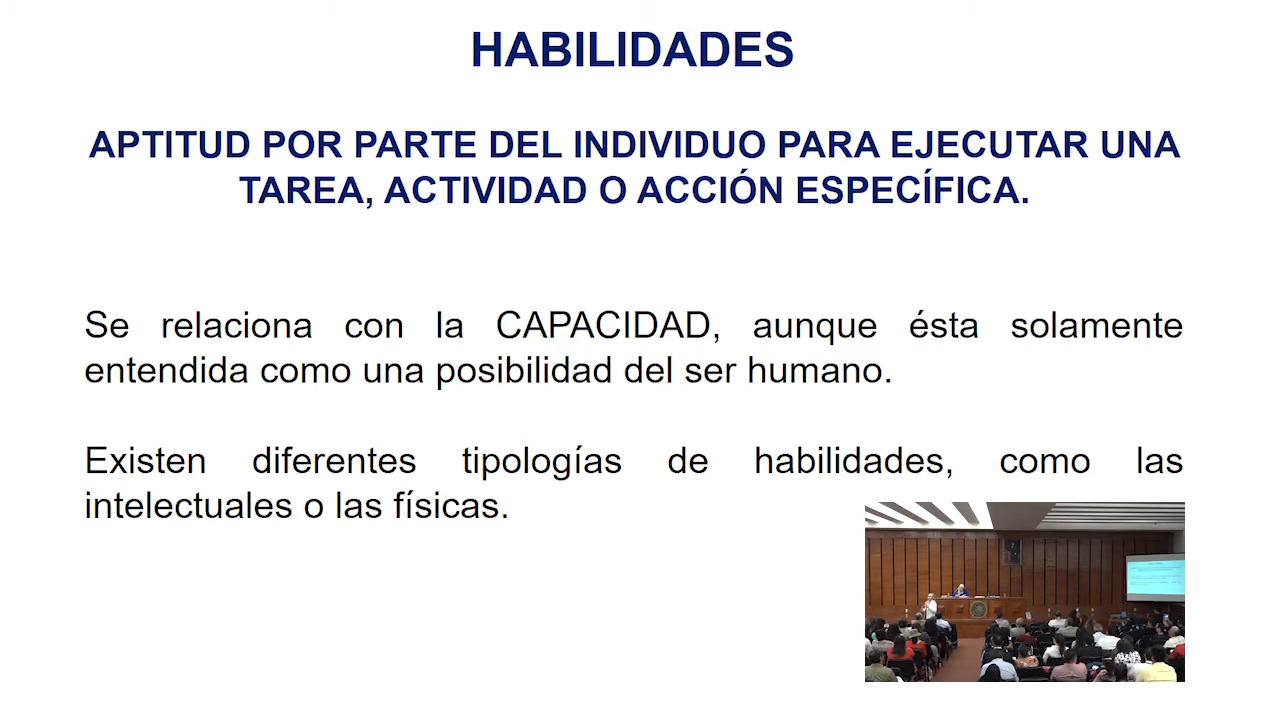 HABILIDADES
APTITUD POR PARTE DEL INDIVIDUO PARA EJECUTAR UNA
TAREA, ACTIVIDAD O ACCIÓN ESPECÍFICA.
Se relaciona con la CAPACIDAD, aunque ésta solamente
entendida como una posibilidad del ser humano.
Existen diferentes tipologías de habilidades, como las
intelectuales o las físicas.